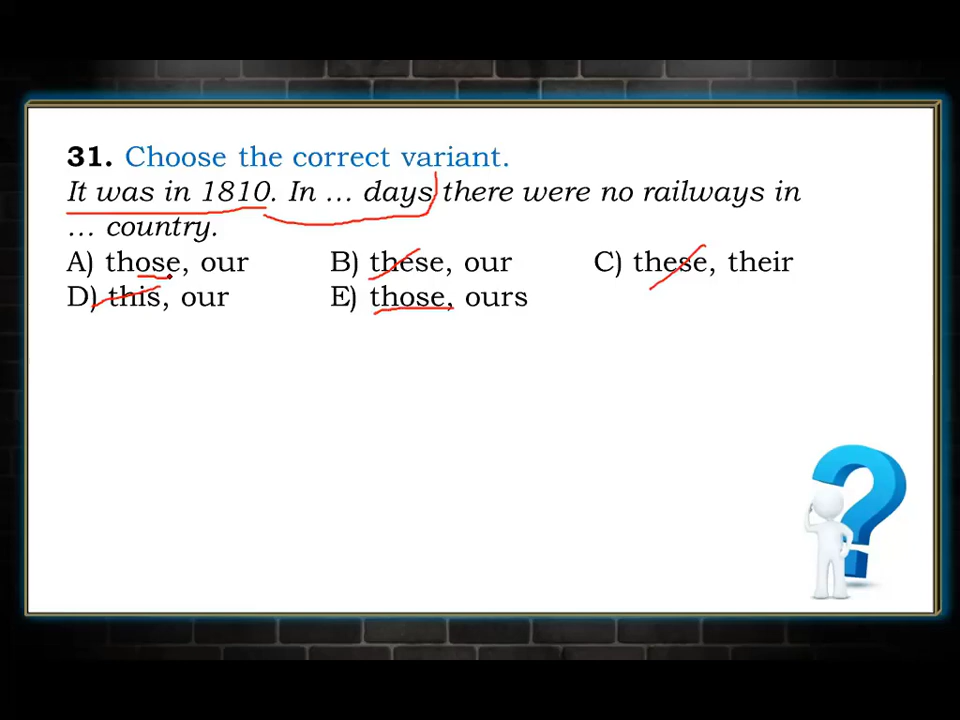 31. Choose the correct variant.
It was in 1810. In … days there were no railways in
… country.
A) those, our B) these, our C) these, their
D) this, our E) those, ours